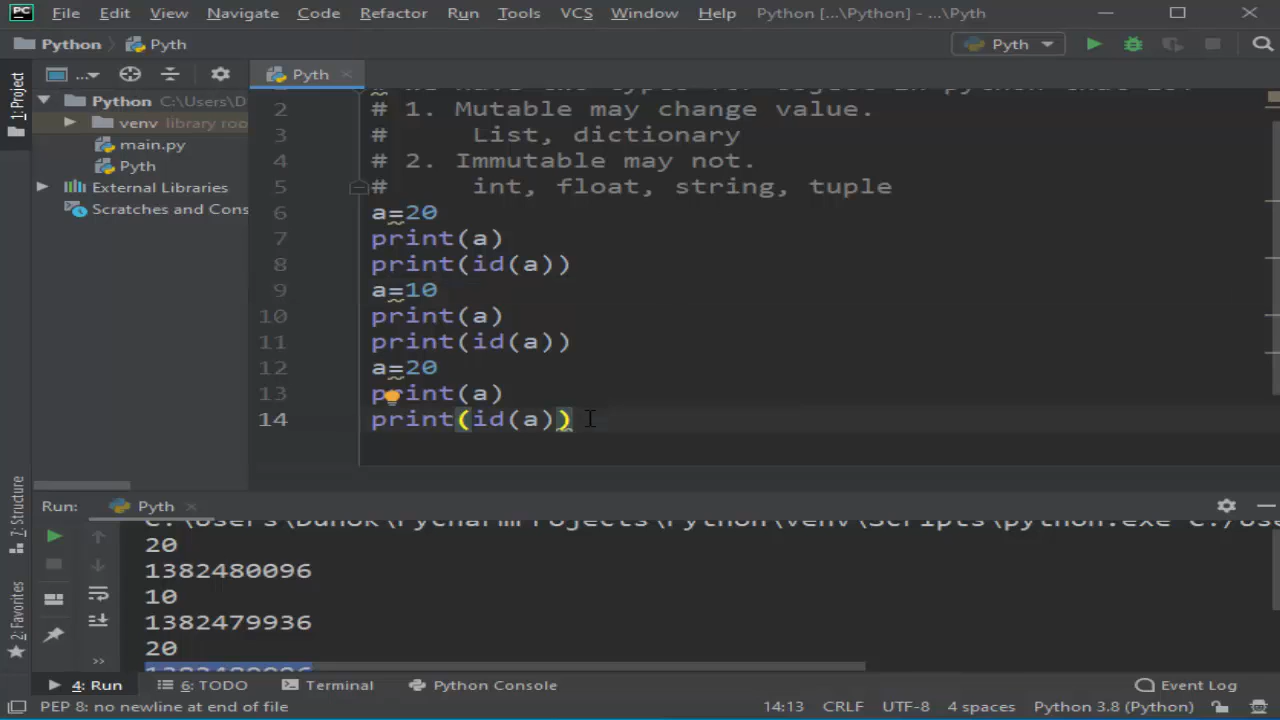 PC File Edit View Navigate Code Refactor Run Tools VCS Window Help Python [...\Python] - ...\Pyth
Python Pyth Pyth
1: Project
... Pyth
Python C:\Users\D
venv library roo
main.py
Pyth
External Libraries
Scratches and Cons
2 # 1. Mutable may change value.
3 # List, dictionary
4 # 2. Immutable may not.
5 # int, float, string, tuple
6 a=20
7 print(a)
8 print(id(a))
9 a=10
10 print(a)
11 print(id(a))
12 a=20
13 print(a)
14 print(id(a))
7: Structure
2: Favorites
Run: Pyth
20
1382480096
10
1382479936
20
4: Run 6: TODO Terminal Python Console Event Log
PEP 8: no newline at end of file 14:13 CRLF UTF-8 4 spaces Python 3.8 (Python)